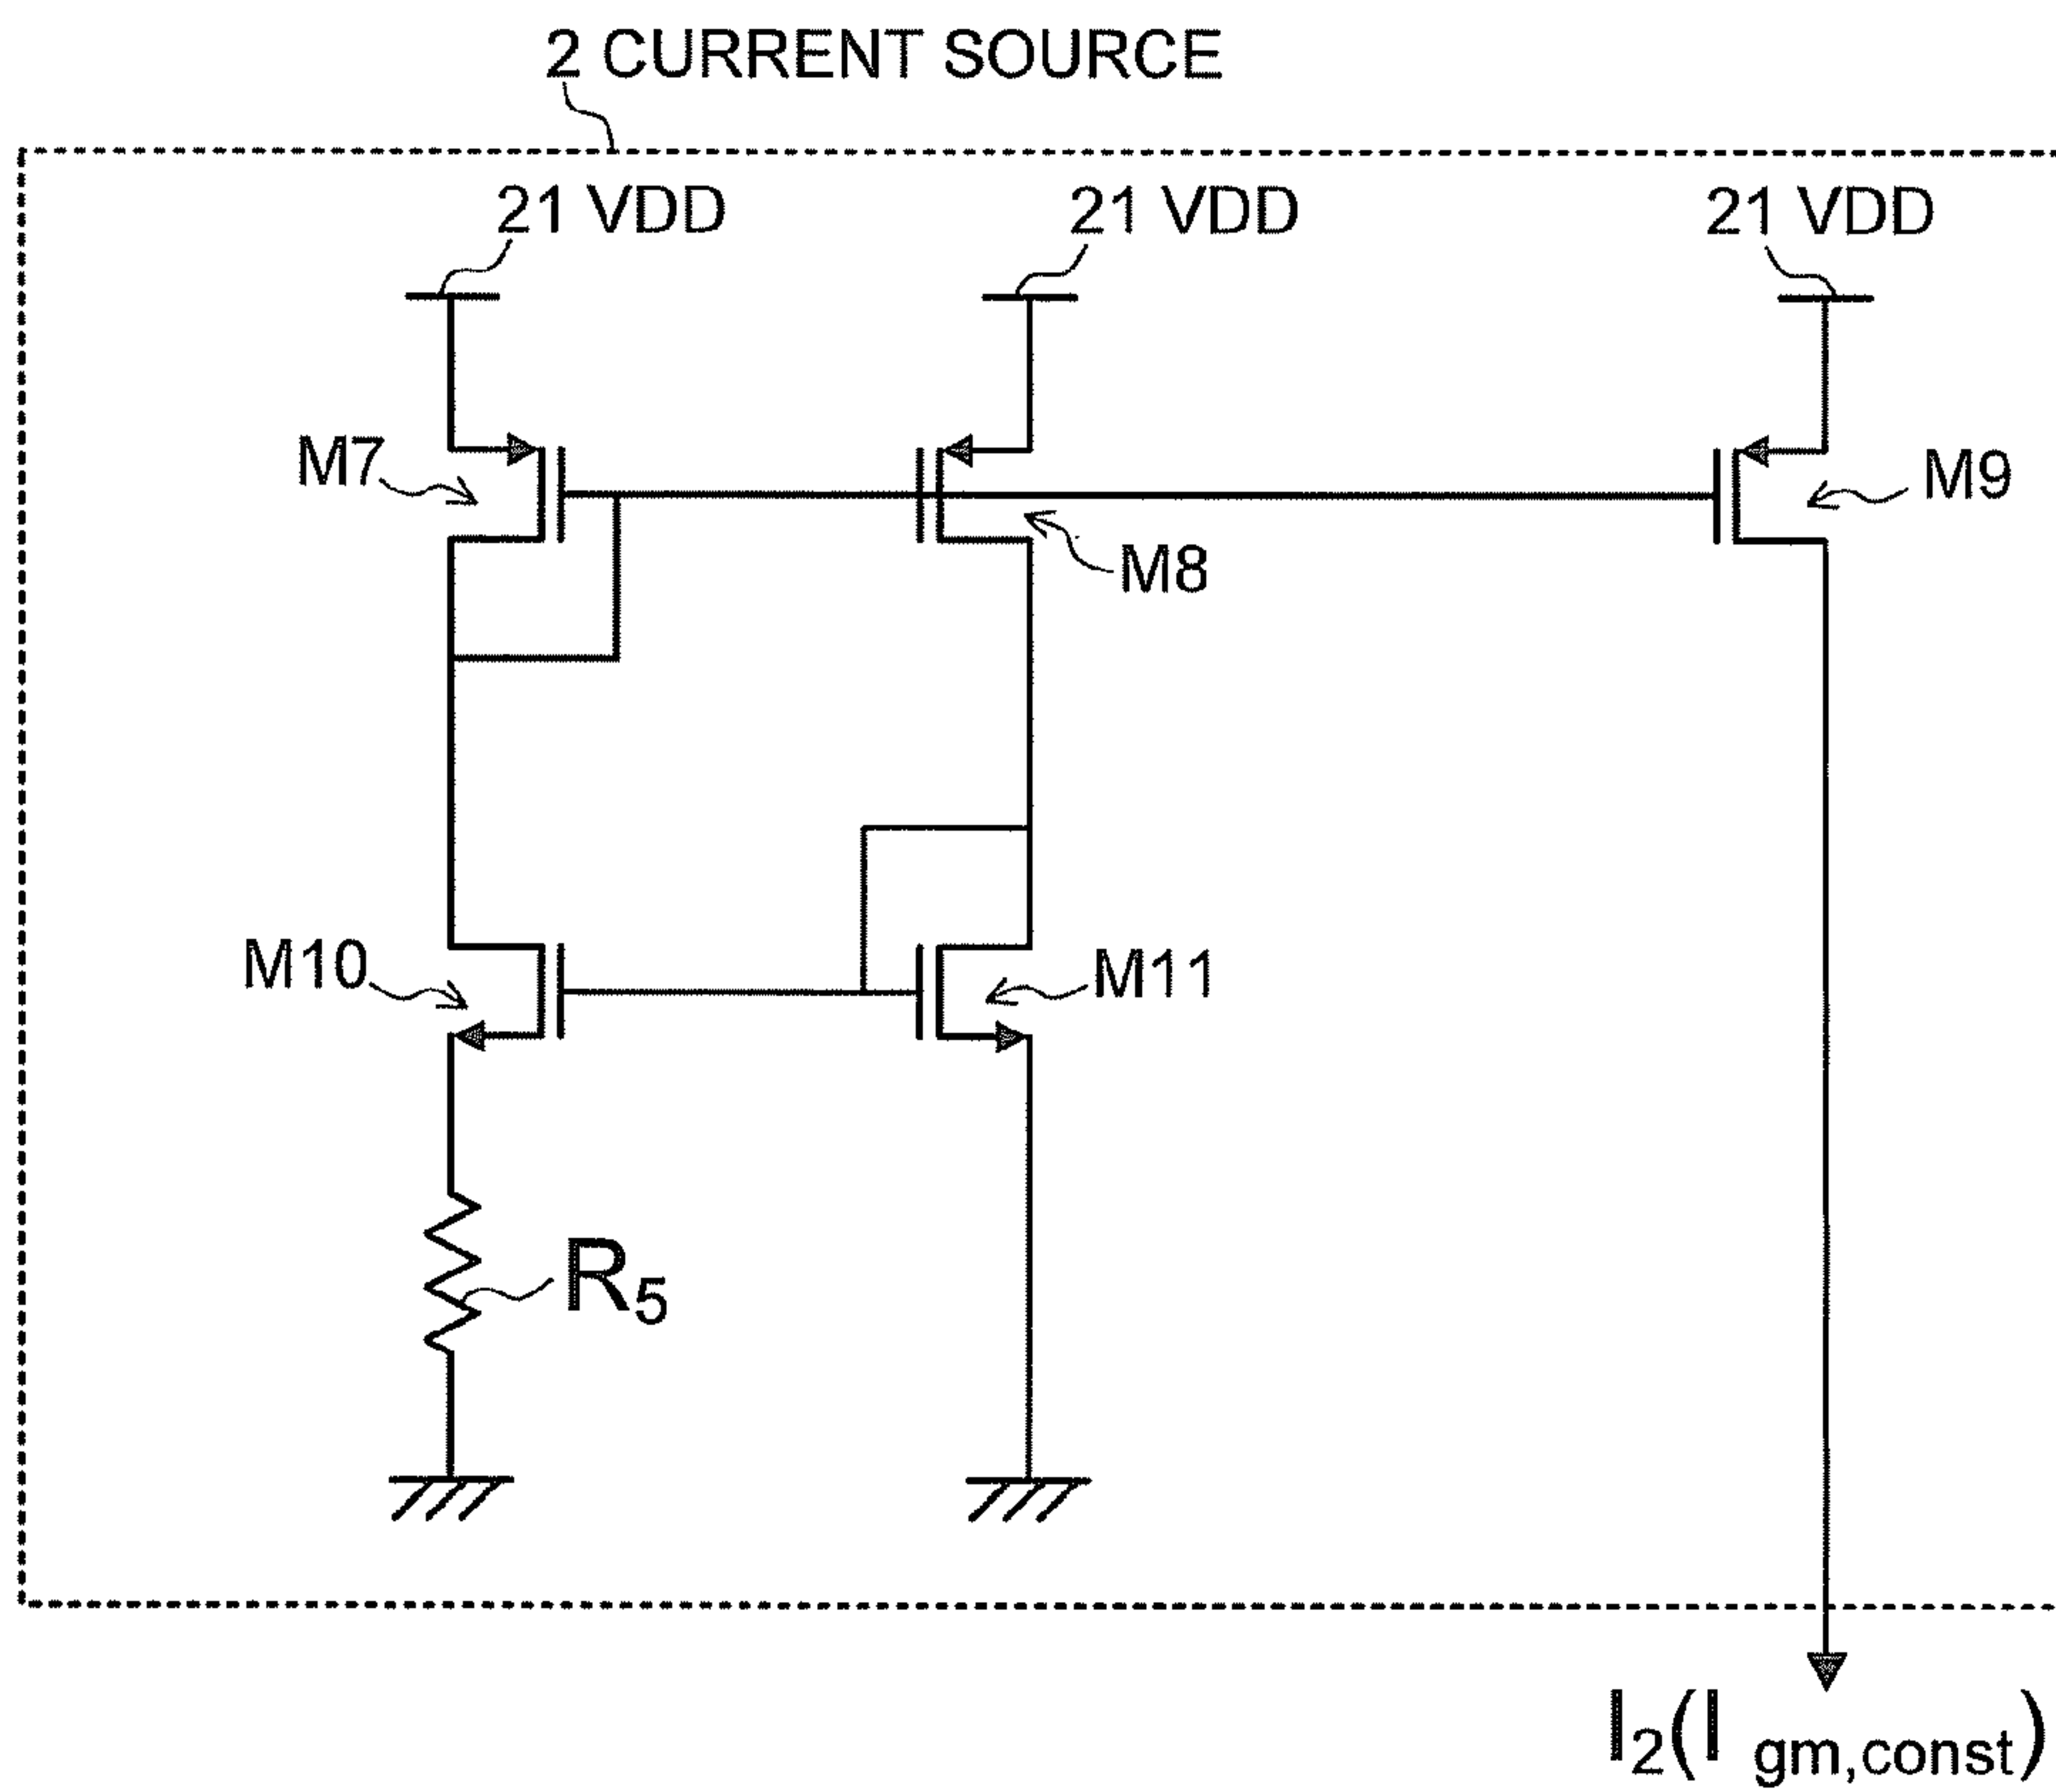 2 CURRENT SOURCE
21 VDD
21 VDD
21 VDD
M7
M8
M9
M10
M11
R5
I2(I gm,const)